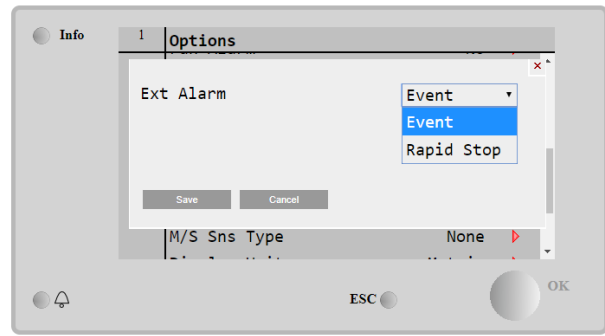 Info
1 Options
×
Ext Alarm Event
Event
Rapid Stop
Save Cancel
M/S Sns Type None
ESC
OK